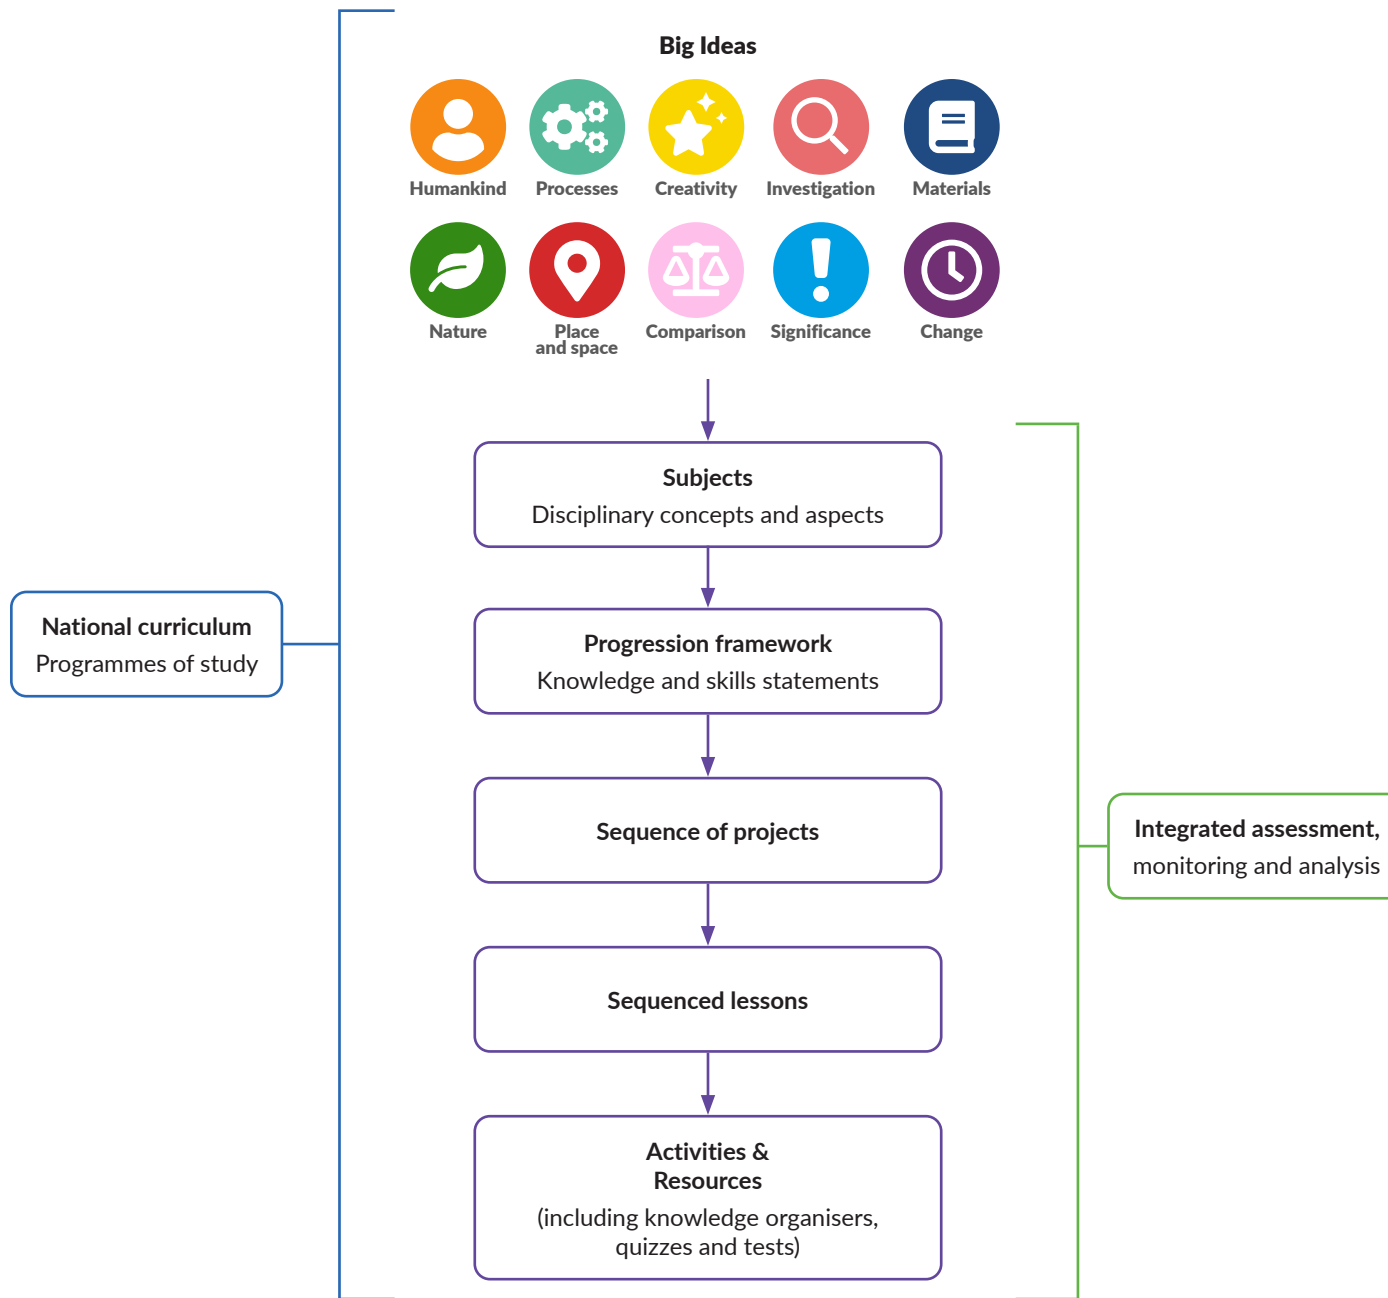 Big Ideas
Humankind
Processes
Creativity
Investigation
Materials
Nature
Place
and space
Comparison
Significance
Change
Subjects
Disciplinary concepts and aspects
National curriculum
Programmes of study
Progression framework
Knowledge and skills statements
Sequence of projects
Integrated assessment,
monitoring and analysis
Sequenced lessons
Activities &
Resources
(including knowledge organisers,
quizzes and tests)